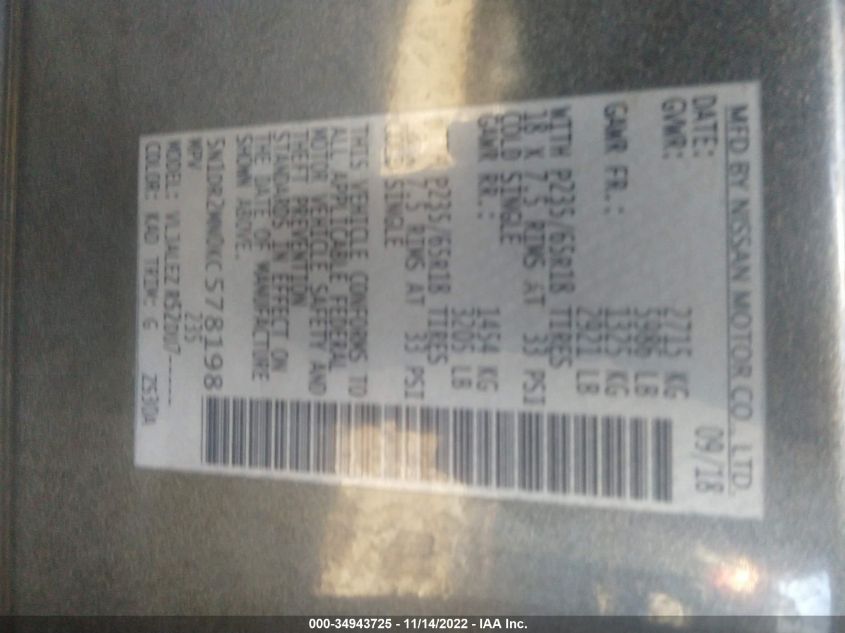 MFD BY NISSAN MOTOR CO., LTD.
DATE: 09/18
GVWR: 2715 KG
5986 LB
GAWR FR.: 1325 KG
2921 LB
WITH P235/65R18 TIRES
18 X 7.5 RIMS AT 33 PSI
COLD SINGLE
GAWR RR.: 1454 KG
3205 LB
P235/65R18 TIRES
7.5 RIMS AT 33 PSI
SINGLE
THIS VEHICLE CONFORMS TO
ALL APPLICABLE FEDERAL
MOTOR VEHICLE SAFETY AND
THEFT PREVENTION
STANDARDS IN EFFECT ON
THE DATE OF MANUFACTURE
SHOWN ABOVE.
5N1DR2MN0KC578198
MPV 235
MODEL:
COLOR: KAD TRIM: G 2530A
000-34943725 - 11/14/2022 - IAA Inc.